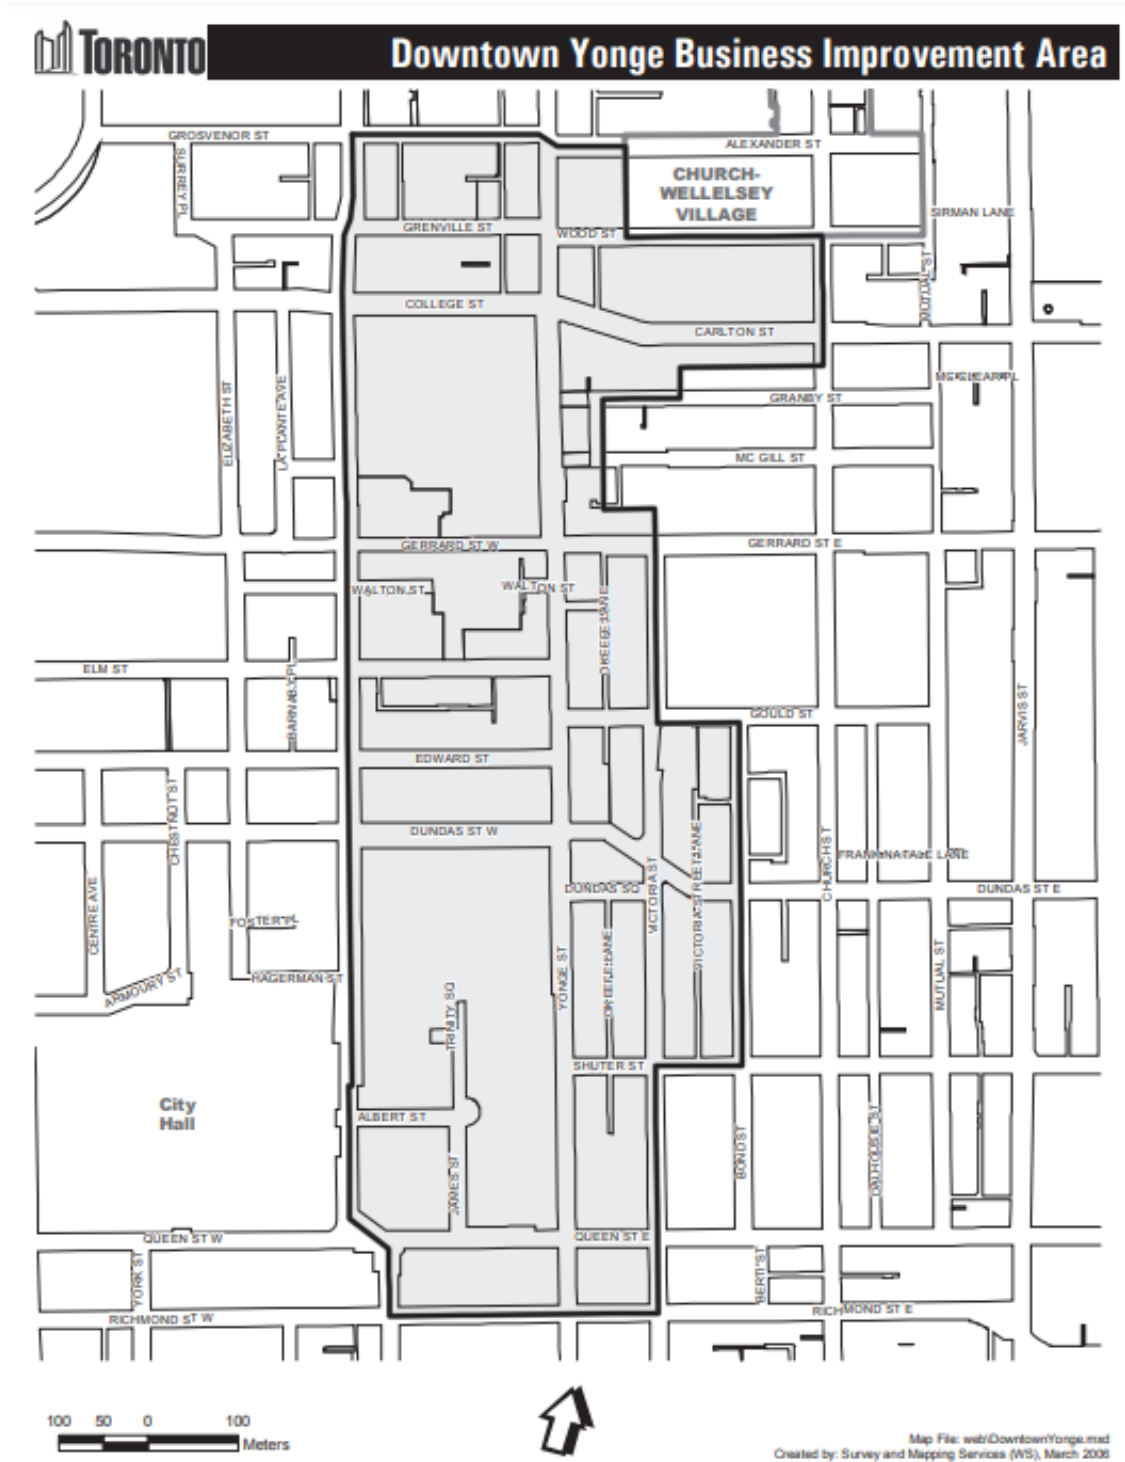 TORONTO
Downtown Yonge Business Improvement Area
GROSVENOR ST
ALEXANDER ST
SURREY PL
CHURCH-
WELLELSEY
VILLAGE
SIRMAN LANE
GRENVILLE ST
WOOD ST
MUTUAL ST
COLLEGE ST
CARLTON ST
ELIZABETH ST
LA PLANTE AVE
GRANBY ST
MC GILL ST
GERRARD ST W
GERRARD ST E
WALTON ST
WALTON ST
ELM ST
BARNABY PL
GOULD ST
JARVIS ST
EDWARD ST
CHESTNUT ST
DUNDAS ST W
VICTORIA STREET LANE
CHURCH ST
FRANK NATALE LANE
DUNDAS SQ
VICTORIA ST
DUNDAS ST E
CENTRE AVE
FOSTER PL
YONGE ST
MUTUAL ST
ARMOURY ST
HAGERMAN ST
TRINITY SQ
SHUTER ST
City
Hall
ALBERT ST
JAMES ST
BOND ST
DALHOUSIE ST
QUEEN ST W
QUEEN ST E
YORK ST
BERTI ST
RICHMOND ST W
RICHMOND ST E
100 50 0 100
Meters
Map File: web\DowntownYonge.mxd
Created by: Survey and Mapping Services (WS), March 2006